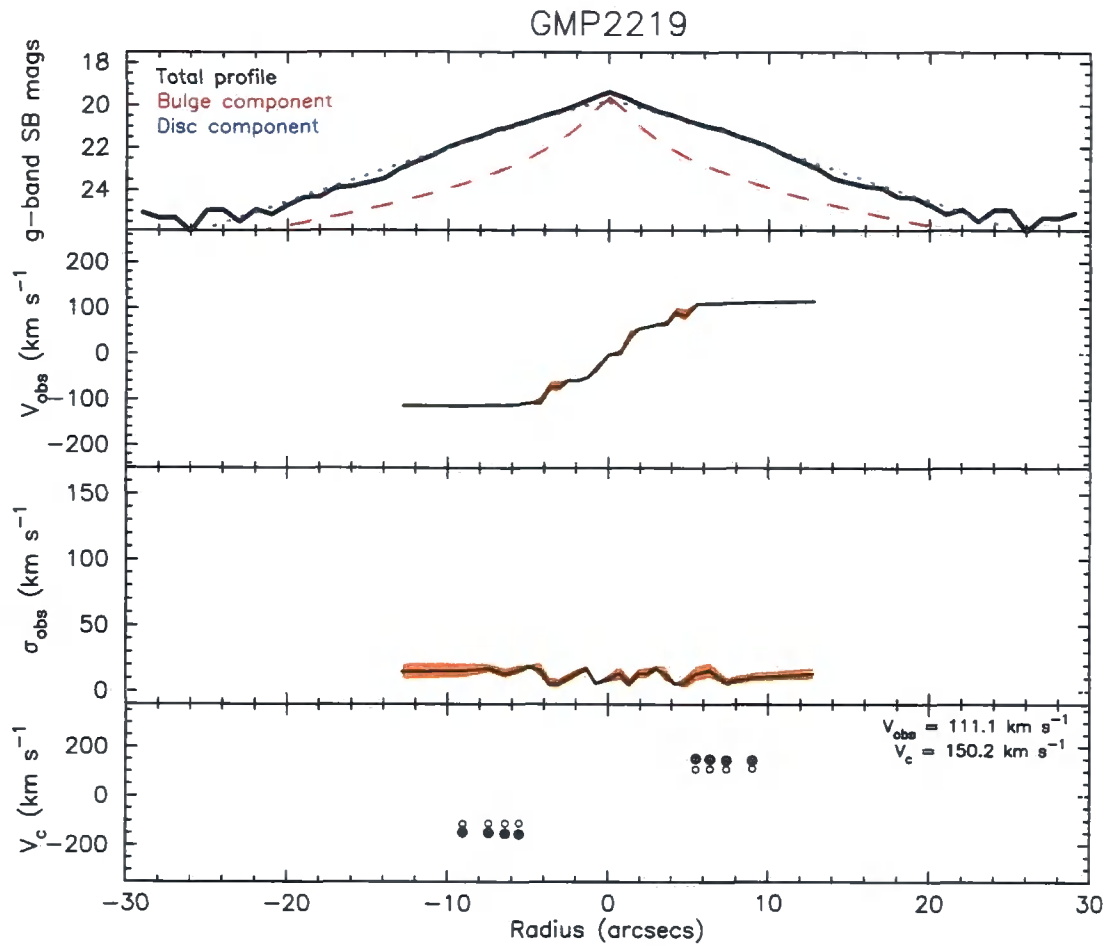 GMP2219
g-band SB mags
18
20
22
24
Total profile
Bulge component
Disc component
V_obs (km s⁻¹)
200
100
0
−100
−200
σ_obs (km s⁻¹)
150
100
50
0
V_c (km s⁻¹)
200
0
−200
V_obs = 111.1 km s⁻¹
V_c = 150.2 km s⁻¹
−30 −20 −10 0 10 20 30
Radius (arcsecs)